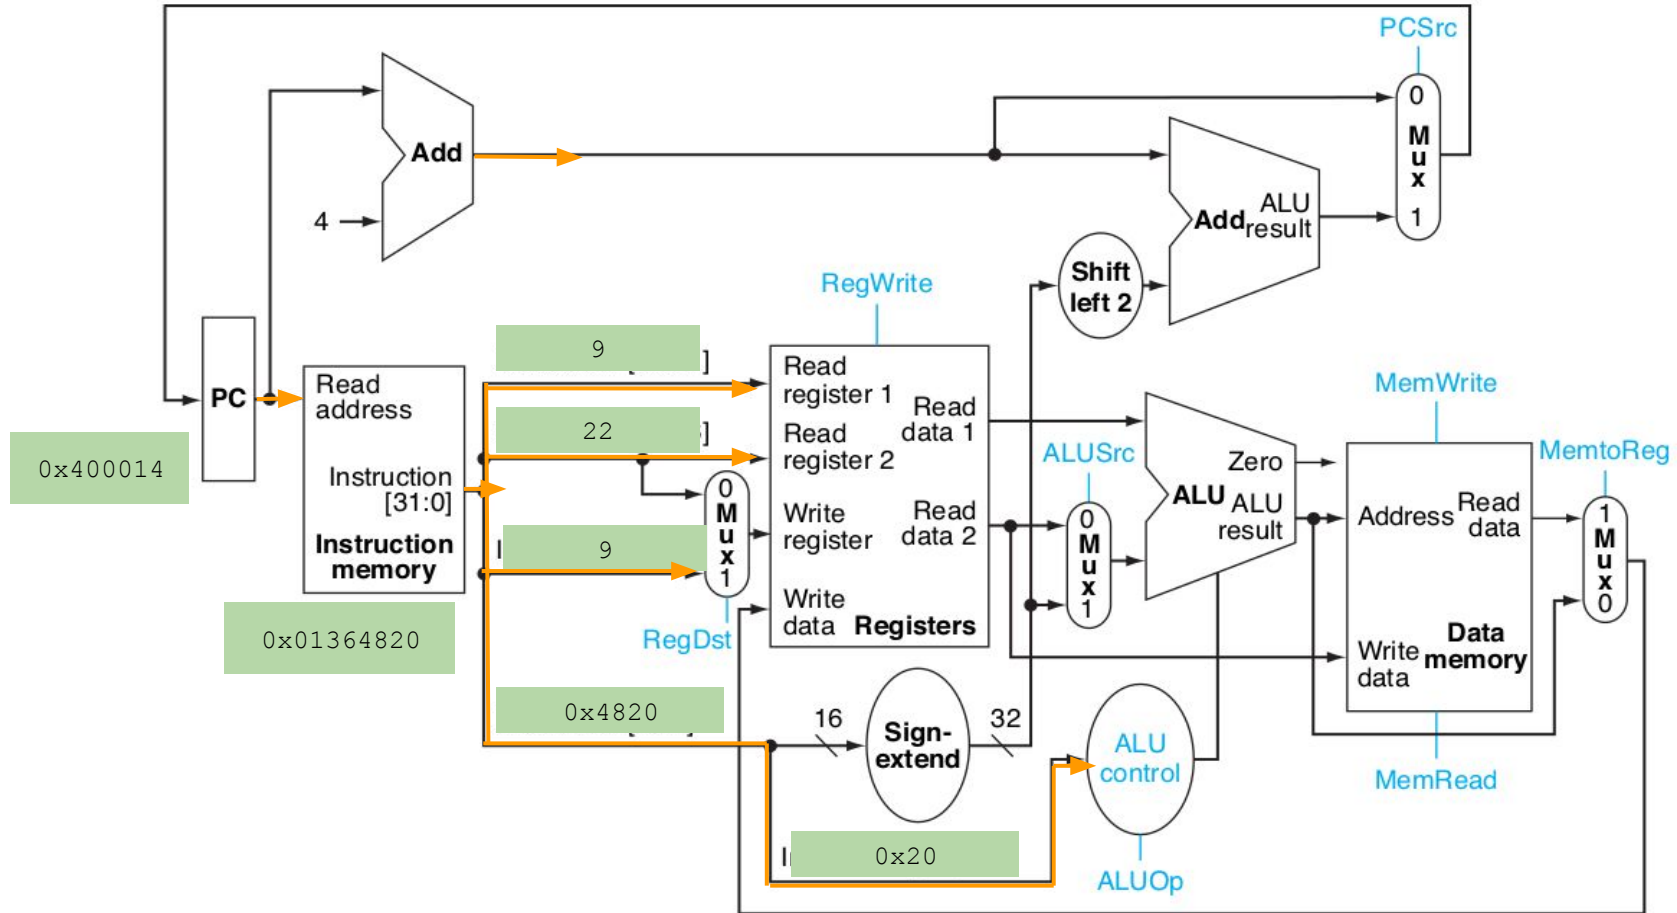 PCSrc
0
M
u
x
1
Add
4
Add
ALU
result
Shift
left 2
RegWrite
9
]
PC
Read
address
Instruction
[31:0]
Instruction
memory
0x400014
0x01364820
22
]
9
0
M
u
x
1
RegDst
Read
register 1
Read
register 2
Write
register
Write
data
Read
data 1
Read
data 2
Registers
ALUSrc
0
M
u
x
1
Zero
ALU
ALU
result
MemWrite
Address
Read
data
Write
data
Data
memory
MemRead
MemtoReg
1
M
u
x
0
0x4820
16
Sign-
extend
32
ALU
control
ALUOp
0x20